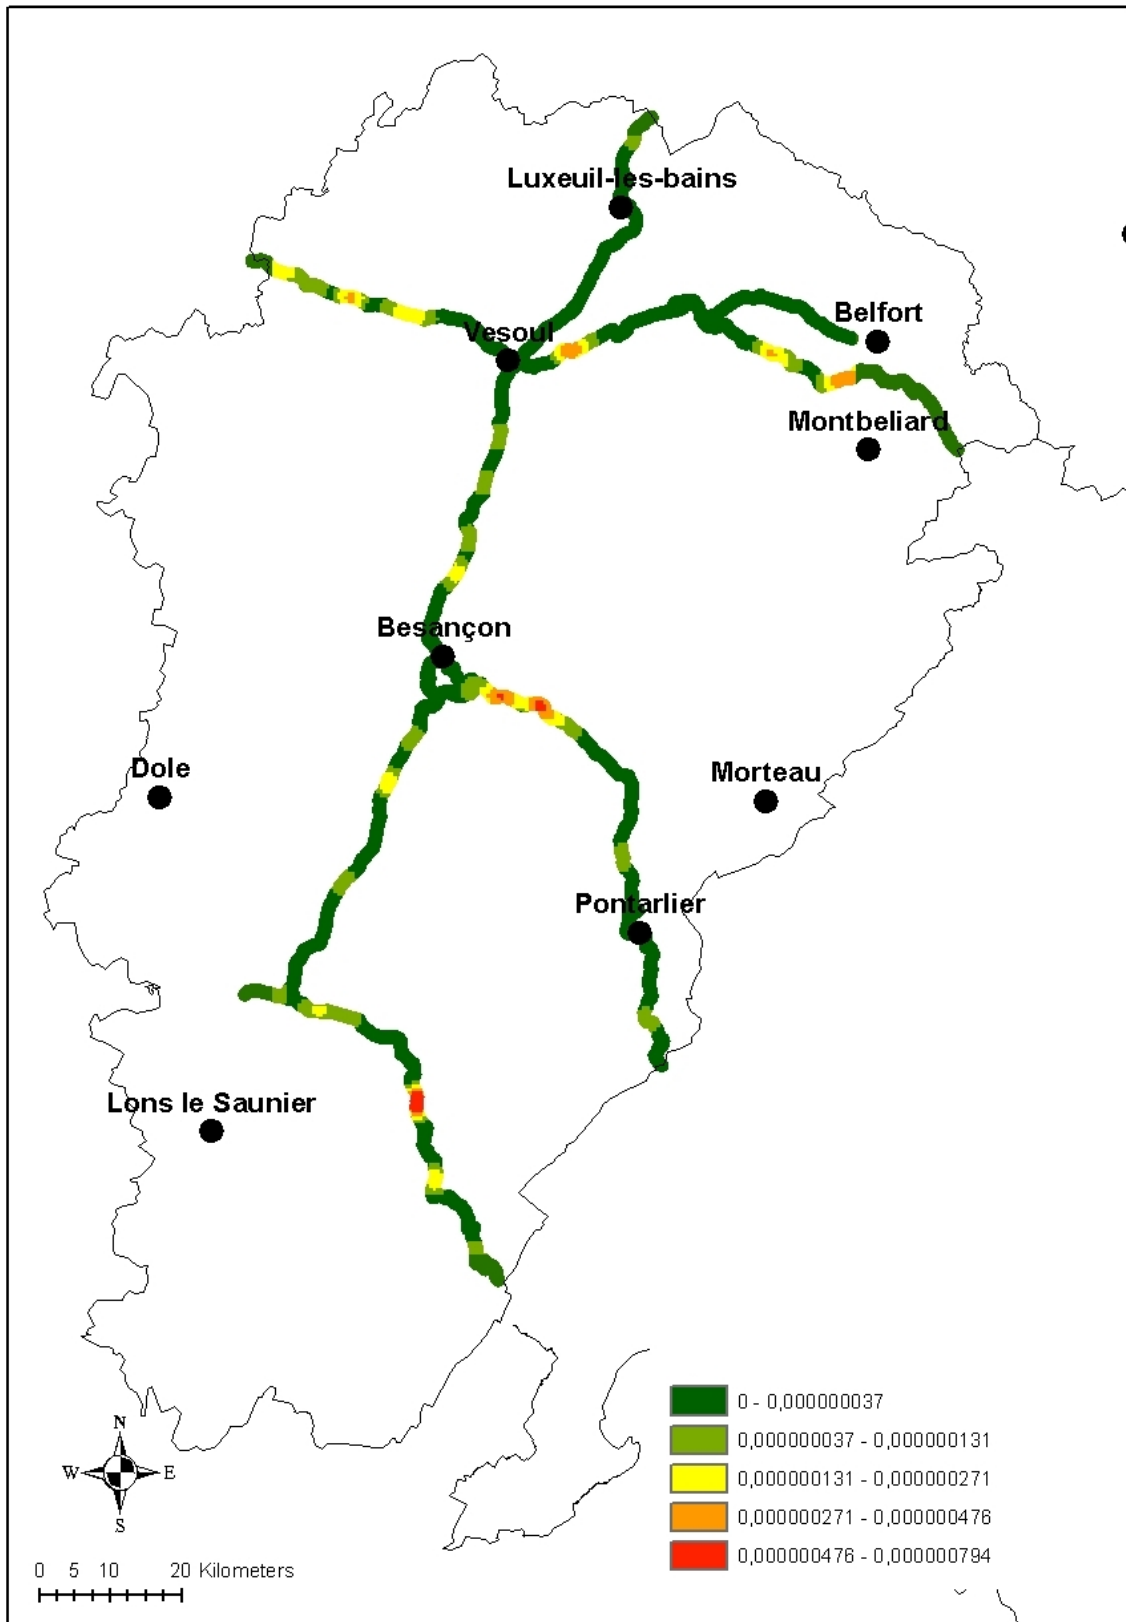 Luxeuil-les-bains
Belfort
Vesoul
Montbeliard
Besançon
Dole
Morteau
Pontarlier
Lons le Saunier
0 - 0,000000037
0,000000037 - 0,000000131
0,000000131 - 0,000000271
0,000000271 - 0,000000476
0,000000476 - 0,000000794
N
W E
S
0 5 10 20 Kilometers